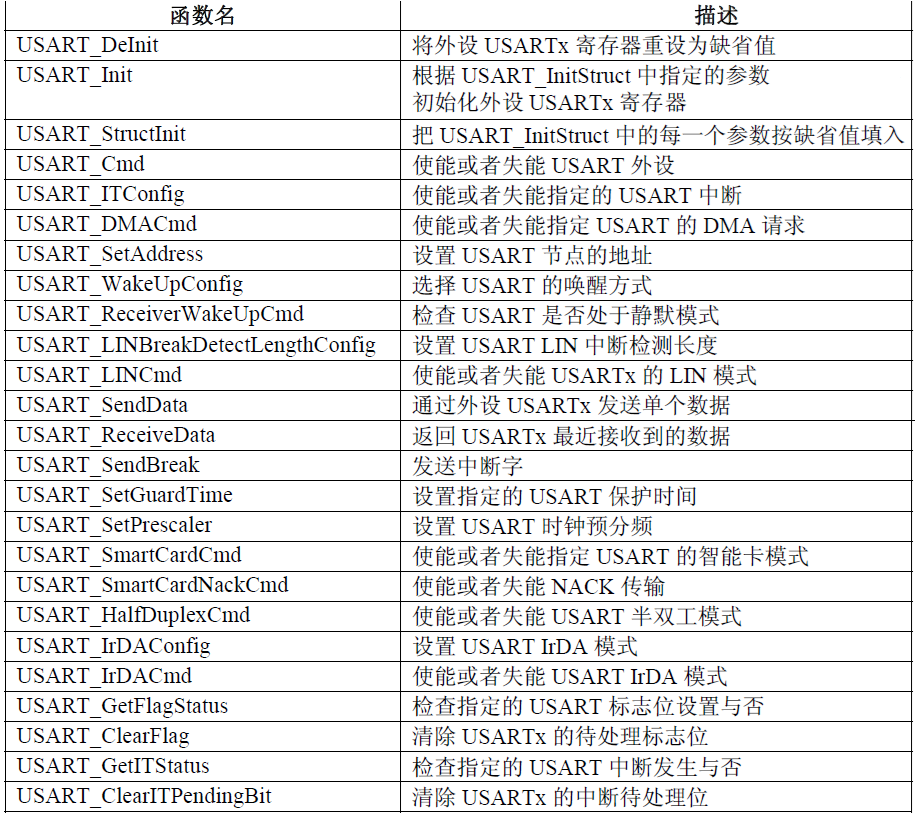 函数名 描述
USART_DeInit 将外设 USARTx 寄存器重设为缺省值
USART_Init 根据 USART_InitStruct 中指定的参数
初始化外设 USARTx 寄存器
USART_StructInit 把 USART_InitStruct 中的每一个参数按缺省值填入
USART_Cmd 使能或者失能 USART 外设
USART_ITConfig 使能或者失能指定的 USART 中断
USART_DMACmd 使能或者失能指定 USART 的 DMA 请求
USART_SetAddress 设置 USART 节点的地址
USART_WakeUpConfig 选择 USART 的唤醒方式
USART_ReceiverWakeUpCmd 检查 USART 是否处于静默模式
USART_LINBreakDetectLengthConfig 设置 USART LIN 中断检测长度
USART_LINCmd 使能或者失能 USARTx 的 LIN 模式
USART_SendData 通过外设 USARTx 发送单个数据
USART_ReceiveData 返回 USARTx 最近接收到的数据
USART_SendBreak 发送中断字
USART_SetGuardTime 设置指定的 USART 保护时间
USART_SetPrescaler 设置 USART 时钟预分频
USART_SmartCardCmd 使能或者失能指定 USART 的智能卡模式
USART_SmartCardNackCmd 使能或者失能 NACK 传输
USART_HalfDuplexCmd 使能或者失能 USART 半双工模式
USART_IrDAConfig 设置 USART IrDA 模式
USART_IrDACmd 使能或者失能 USART IrDA 模式
USART_GetFlagStatus 检查指定的 USART 标志位设置与否
USART_ClearFlag 清除 USARTx 的待处理标志位
USART_GetITStatus 检查指定的 USART 中断发生与否
USART_ClearITPendingBit 清除 USARTx 的中断待处理位